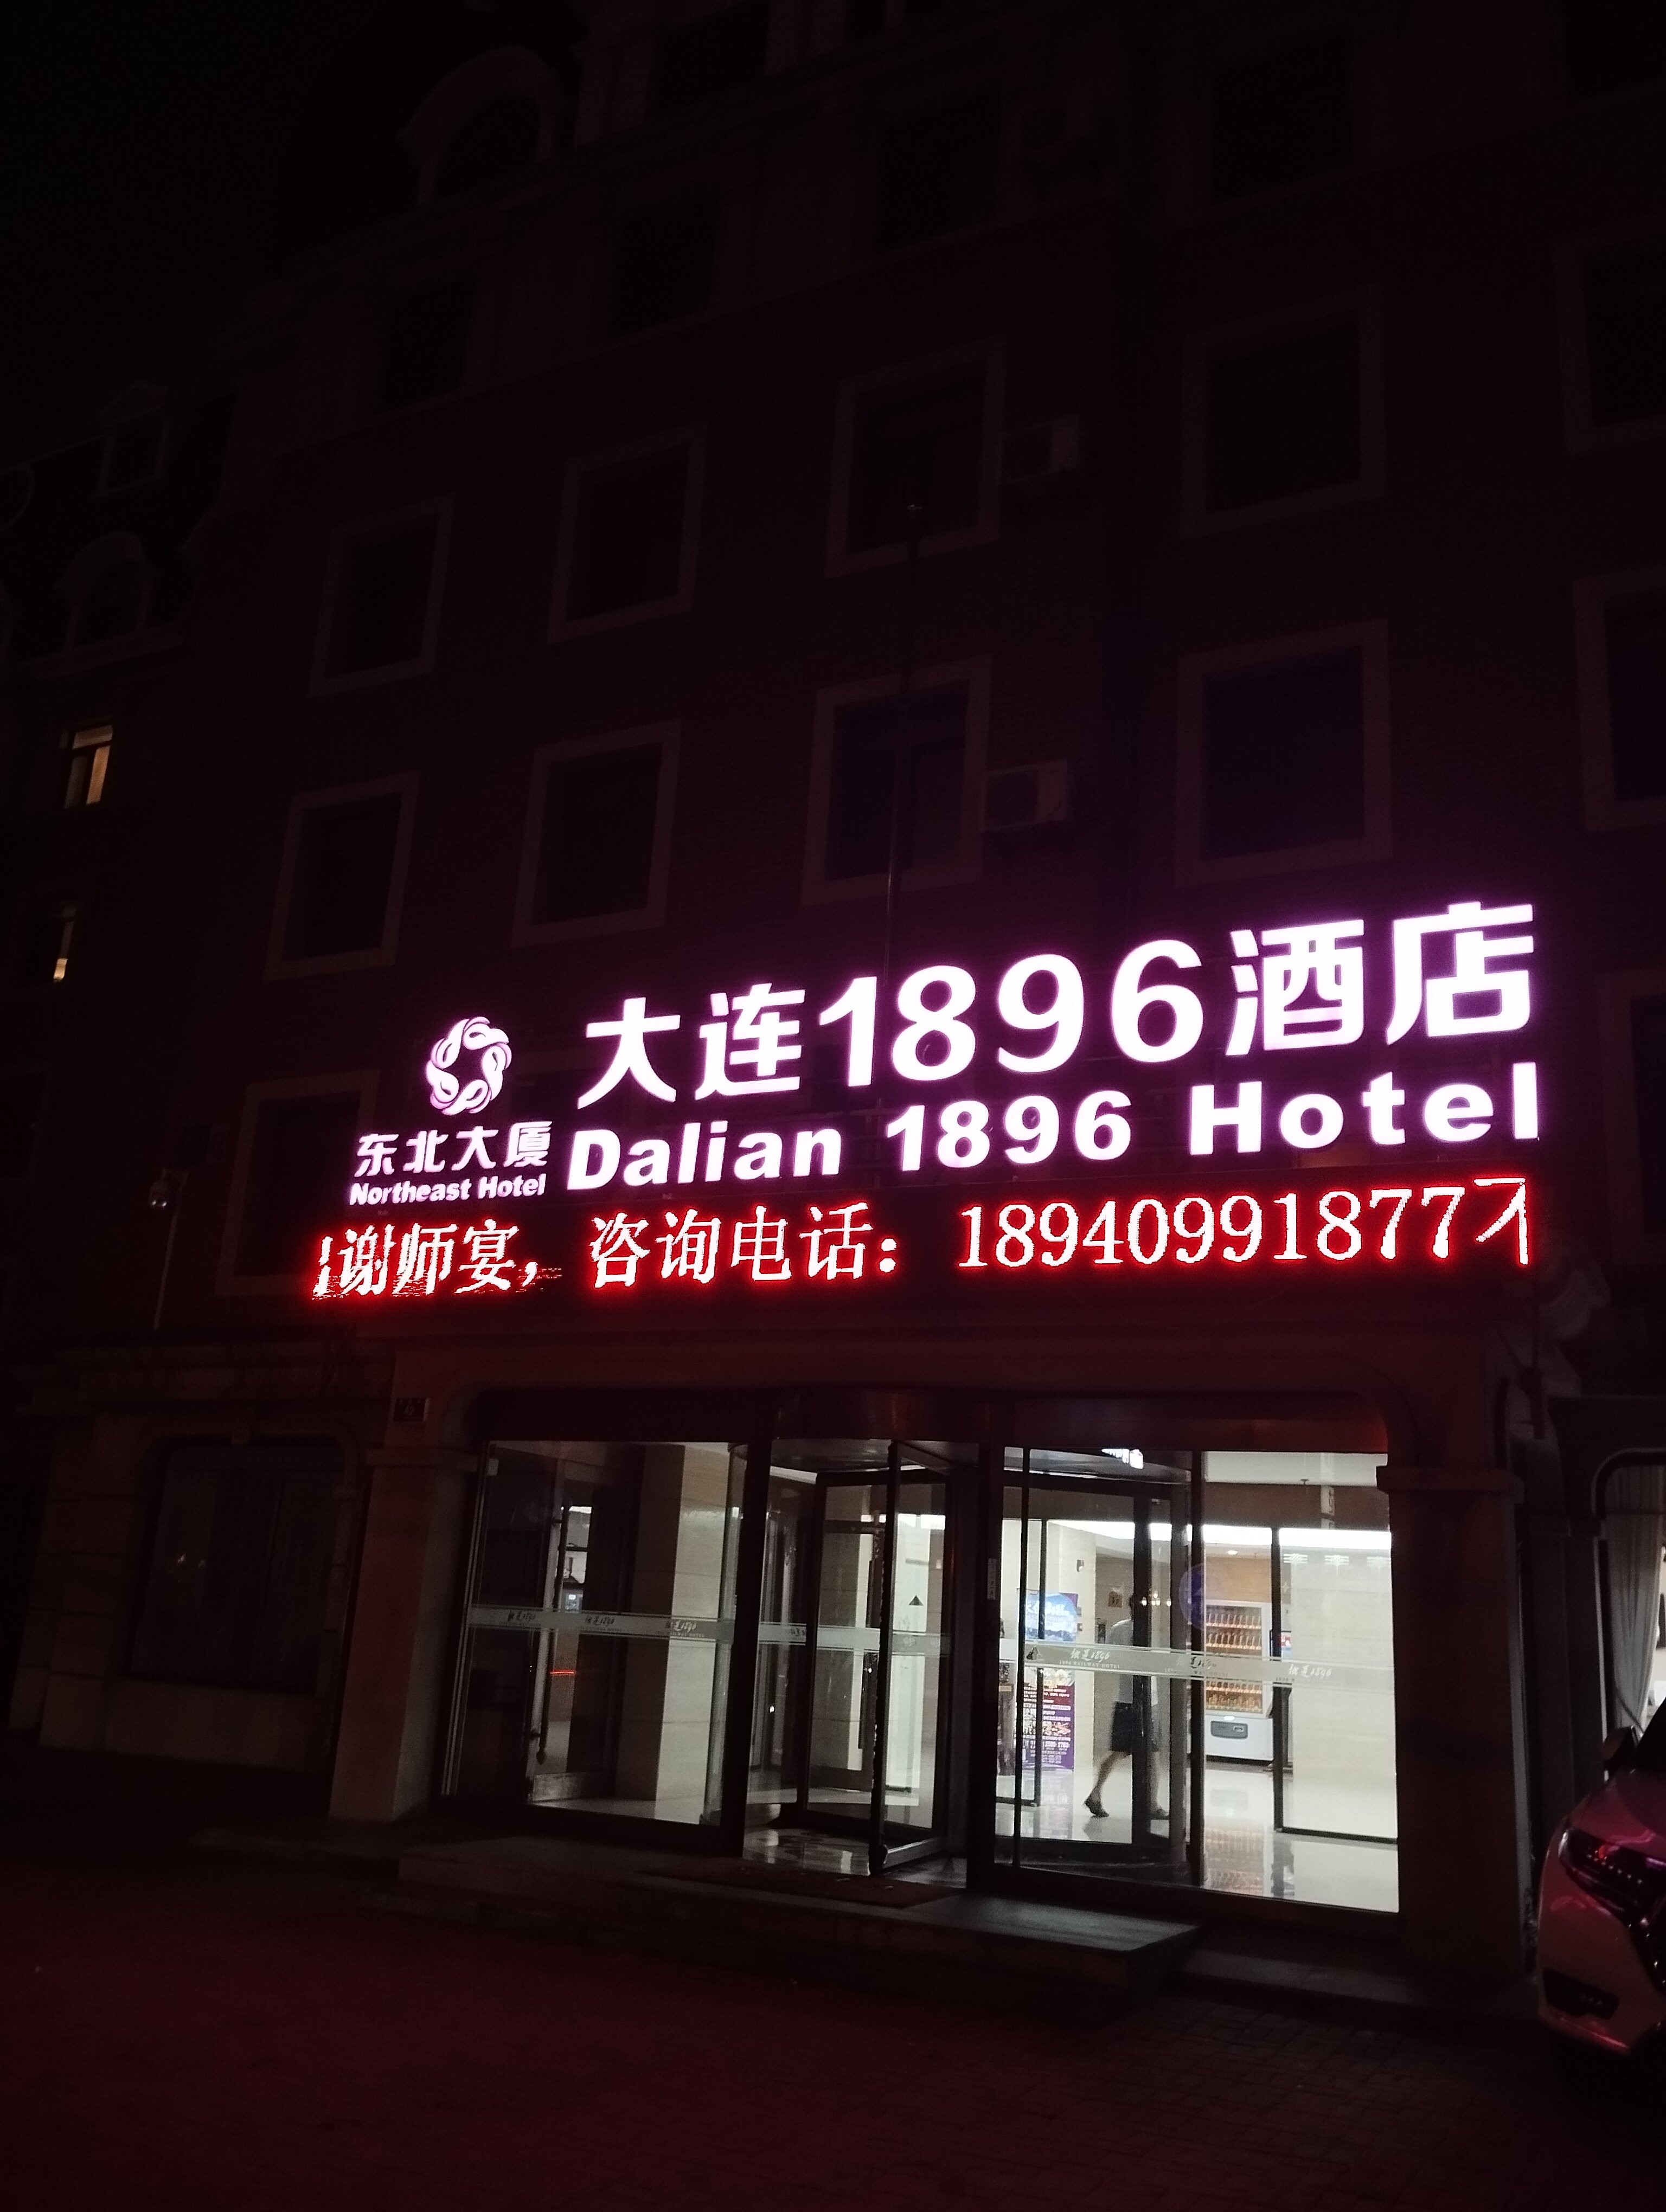 大连1896酒店
Dalian 1896 Hotel
东北大厦
Northeast Hotel
谢师宴，咨询电话：18940991877